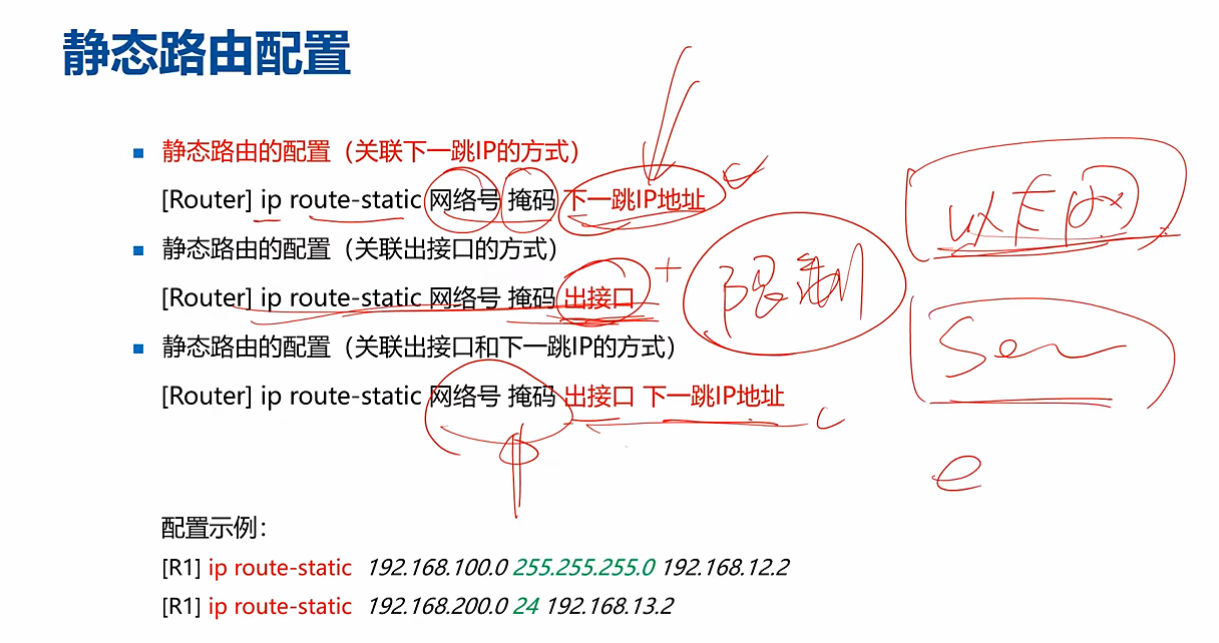 静态路由配置
静态路由的配置（关联下一跳IP的方式）
[Router] ip route-static 网络号 掩码 下一跳IP地址
静态路由的配置（关联出接口的方式）
[Router] ip route-static 网络号 掩码 出接口
限制
静态路由的配置（关联出接口和下一跳IP的方式）
[Router] ip route-static 网络号 掩码 出接口 下一跳IP地址
配置示例：
[R1] ip route-static 192.168.100.0 255.255.255.0 192.168.12.2
[R1] ip route-static 192.168.200.0 24 192.168.13.2